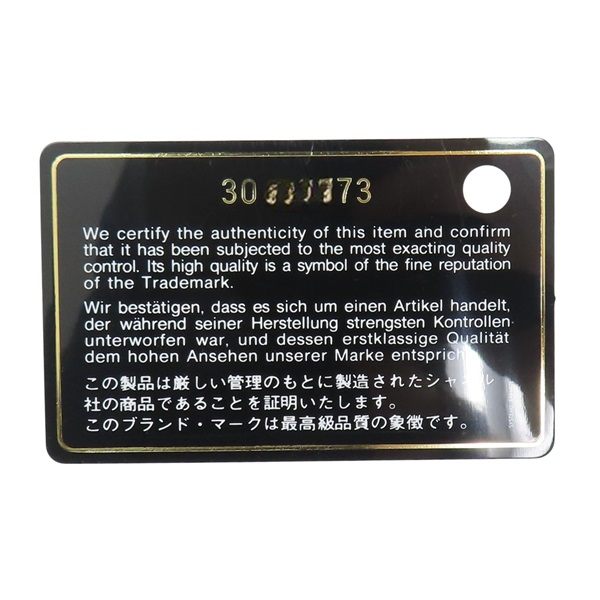 30 73
We certify the authenticity of this item and confirm
that it has been subjected to the most exacting quality
control. Its high quality is a symbol of the fine reputation
of the Trademark.
Wir bestätigen, dass es sich um einen Artikel handelt,
der während seiner Herstellung strengsten Kontrollen
unterworfen war, und dessen erstklassige Qualität
dem hohen Ansehen unserer Marke
この製品は厳しい管理のもとに製造されたシャネル
社の商品であることを証明いたします。
このブランド・マークは最高級品質の象徴です。